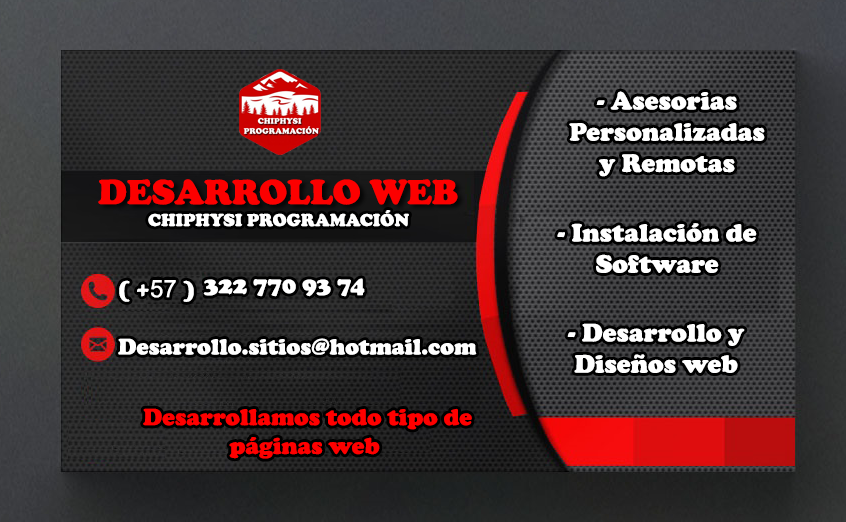 CHIPHYSI
PROGRAMACIÓN
DESARROLLO WEB
CHIPHYSI PROGRAMACIÓN
( +57 ) 322 770 93 74
Desarrollo.sitios@hotmail.com
Desarrollamos todo tipo de
páginas web
- Asesorias
Personalizadas
y Remotas
- Instalación de
Software
- Desarrollo y
Diseños web